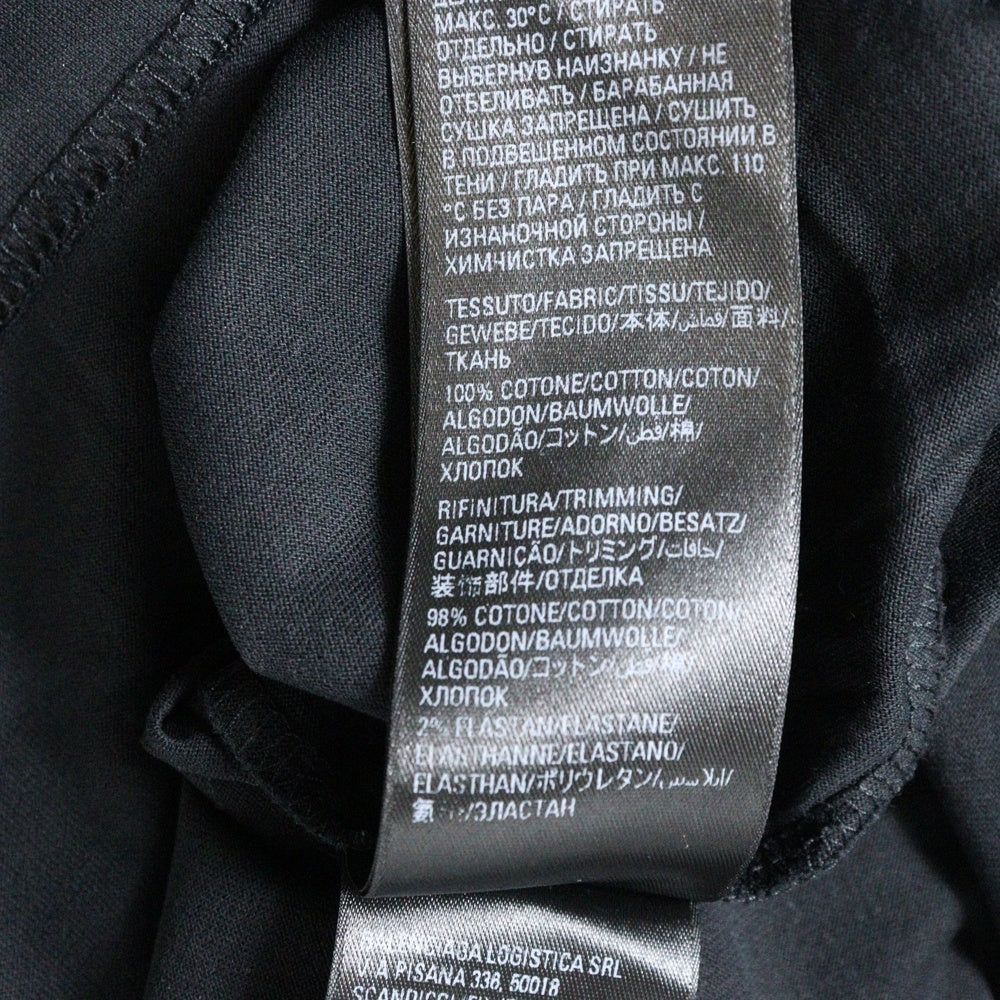 МАКС. 30°C / СТИРАТЬ
ОТДЕЛЬНО / СТИРАТЬ
ВЫВЕРНУВ НАИЗНАНКУ / НЕ
ОТБЕЛИВАТЬ / БАРАБАННАЯ
СУШКА ЗАПРЕЩЕНА / СУШИТЬ
В ПОДВЕШЕННОМ СОСТОЯНИИ В
ТЕНИ / ГЛАДИТЬ ПРИ МАКС. 110
°C БЕЗ ПАРА / ГЛАДИТЬ С
ИЗНАНОЧНОЙ СТОРОНЫ /
ХИМЧИСТКА ЗАПРЕЩЕНА
TESSUTO/FABRIC/TISSU/TEJIDO/
GEWEBE/TECIDO/本体/قماش/面料/
ТКАНЬ
100% COTONE/COTTON/COTON/
ALGODON/BAUMWOLLE/
ALGODÃO/コットン/قطن/棉/
ХЛОПОК
RIFINITURA/TRIMMING/
GARNITURE/ADORNO/BESATZ/
GUARNIÇÃO/トリミング/حافات/
装饰部件/ОТДЕЛКА
98% COTONE/COTTON/COTON/
ALGODON/BAUMWOLLE/
ALGODÃO/コットン/قطن/棉/
ХЛОПОК
2% ELASTAN/ELASTANE/
ELASTHANNE/ELASTANO/
ELASTHAN/ポリウレタン/
氨/ЭЛАСТАН
BALENCIAGA LOGISTICA SRL
VIA PISANA 336, 50018